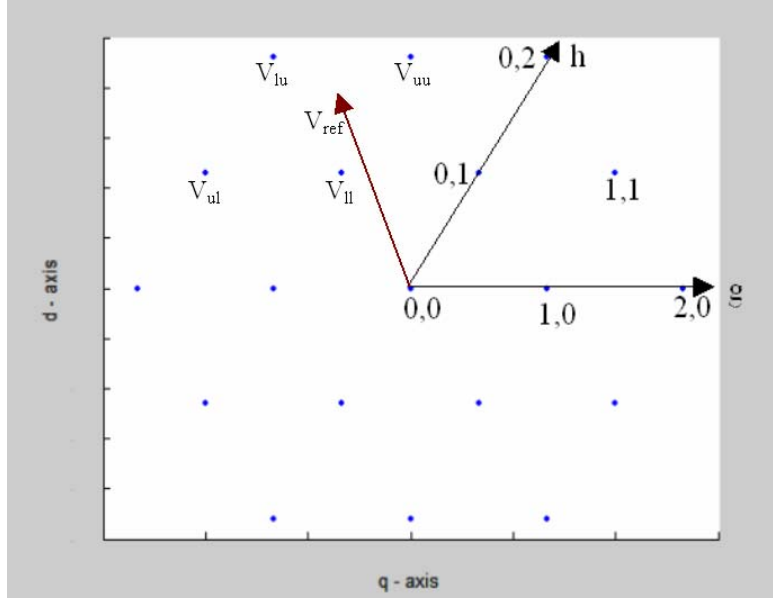 0,2 h
V_lu V_uu
V_ref
0,1
V_ul V_ll 1,1
d - axis
0,0 1,0 2,0 g
q - axis